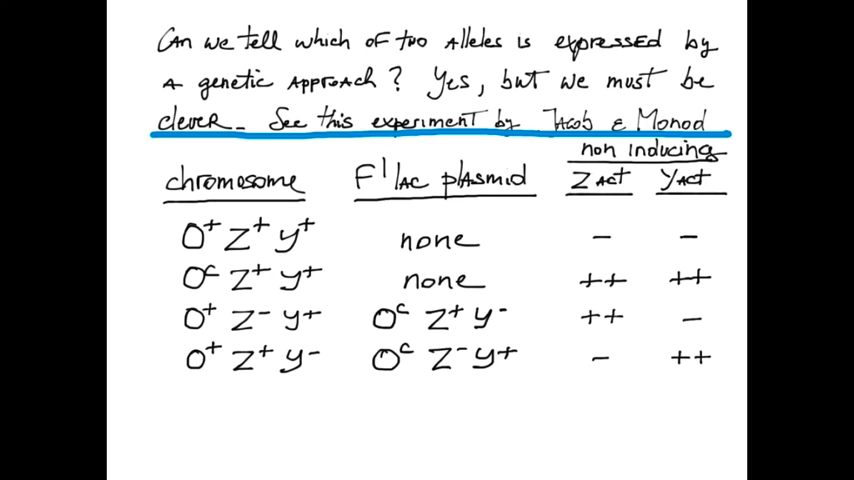 Can we tell which of two alleles is expressed by
a genetic approach? Yes, but we must be
clever. See this experiment by Jacob & Monod
non inducing
chromosome F' lac plasmid Z act Y act
O⁺ Z⁺ Y⁺ none - -
Oᶜ Z⁺ Y⁺ none ++ ++
O⁺ Z⁻ Y⁺ Oᶜ Z⁺ Y⁻ ++ -
O⁺ Z⁺ Y⁻ Oᶜ Z⁻ Y⁺ - ++